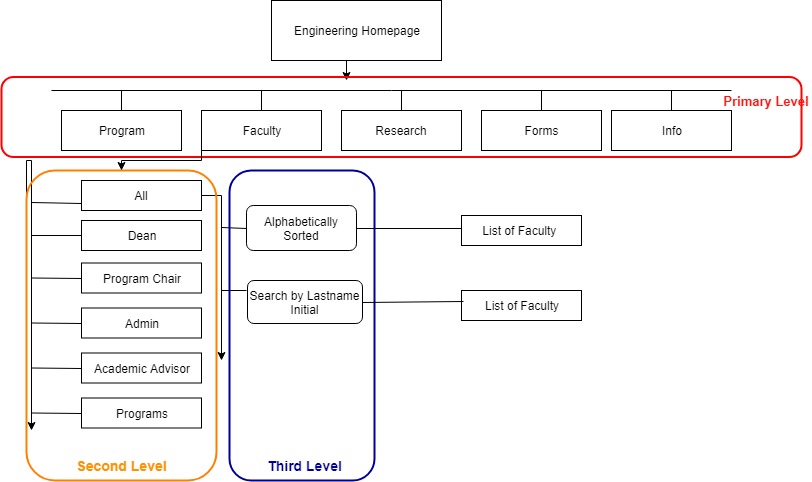 Engineering Homepage
Primary Level
Program
Faculty
Research
Forms
Info
All
Dean
Program Chair
Admin
Academic Advisor
Programs
Second Level
Alphabetically
Sorted
Search by Lastname
Initial
Third Level
List of Faculty
List of Faculty